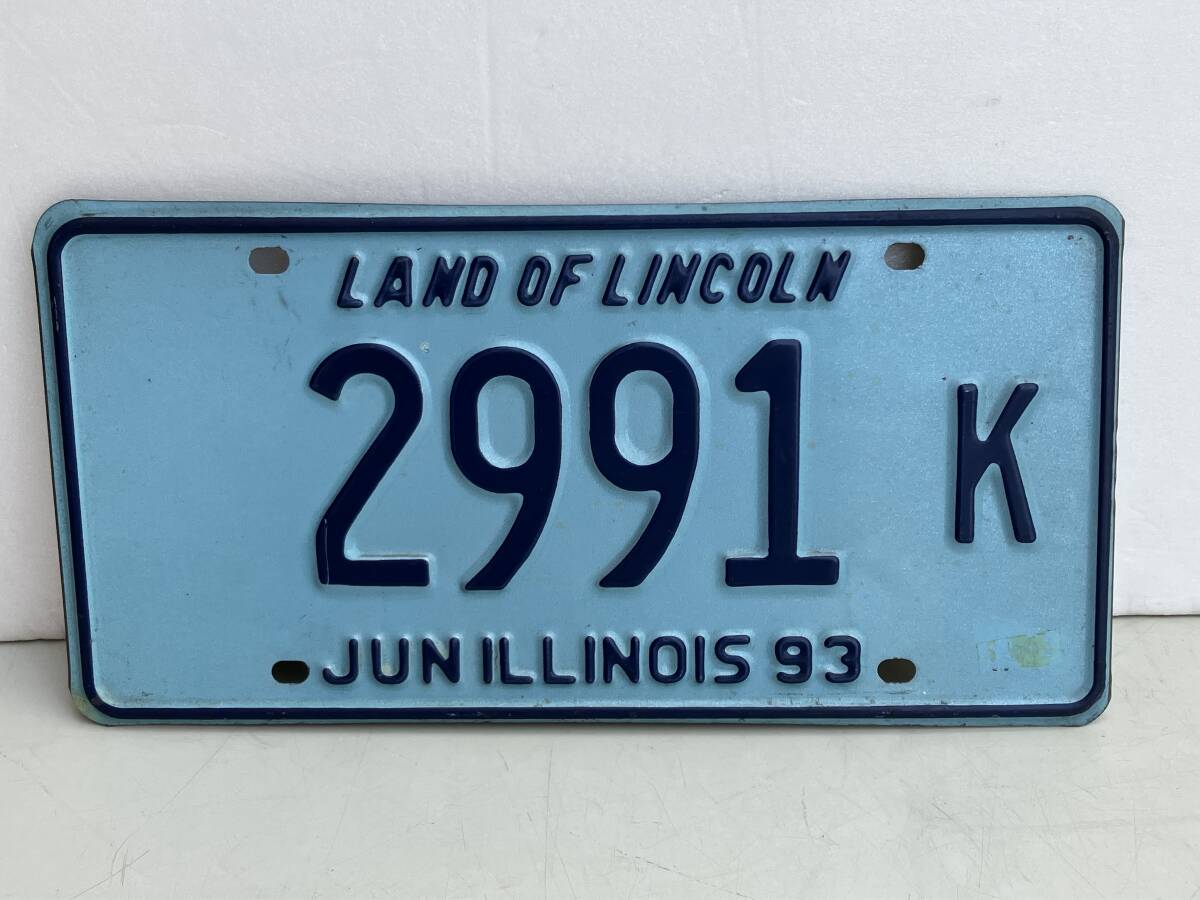 LAND OF LINCOLN
2991 K
JUN ILLINOIS 93